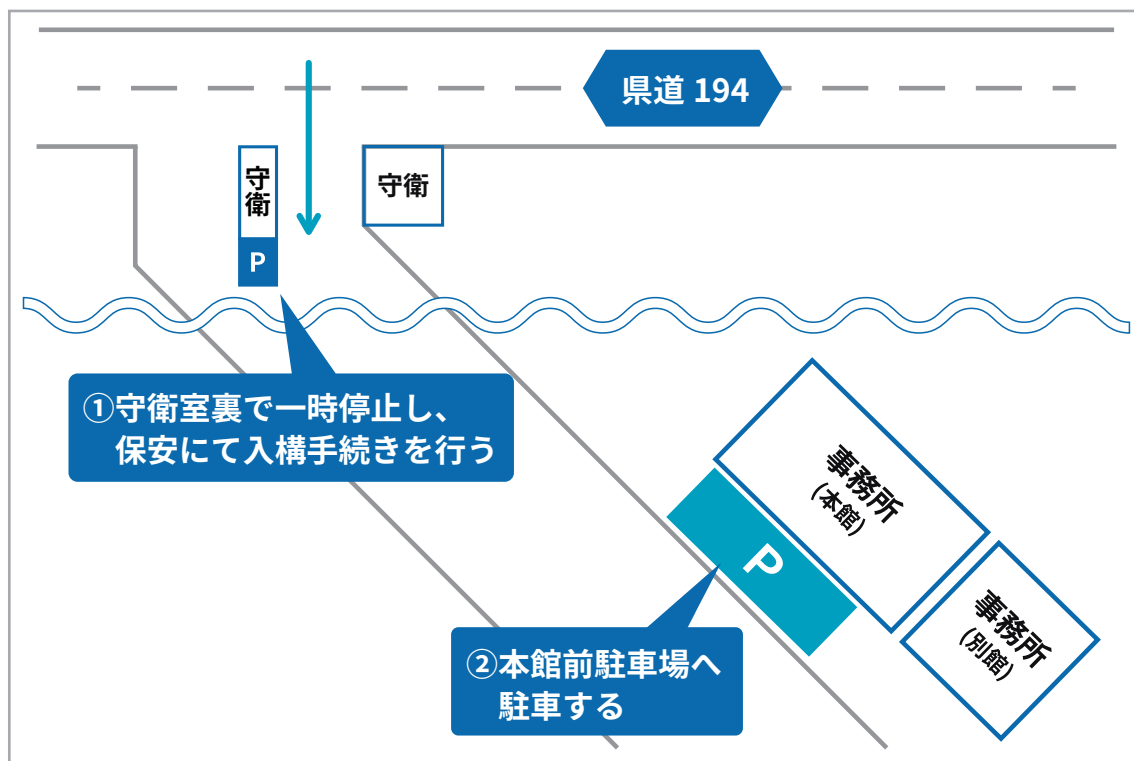 県道 194
守衛
守衛
P
①守衛室裏で一時停止し、
保安にて入構手続きを行う
事務所
(本館)
P
事務所
(別館)
②本館前駐車場へ
駐車する